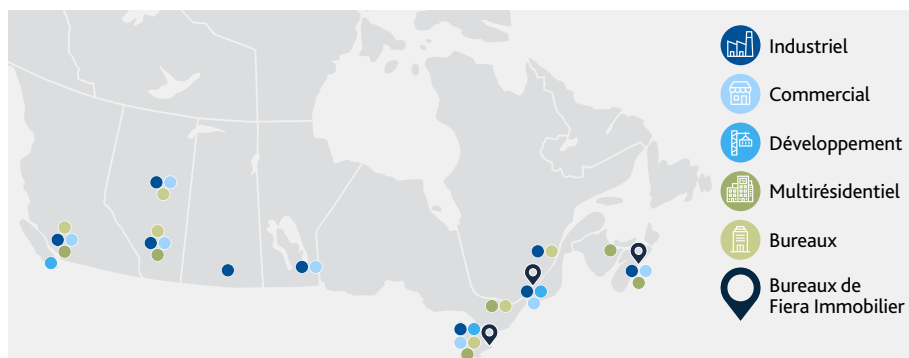 Industriel
Commercial
Développement
Multirésidentiel
Bureaux
Bureaux de
Fiera Immobilier